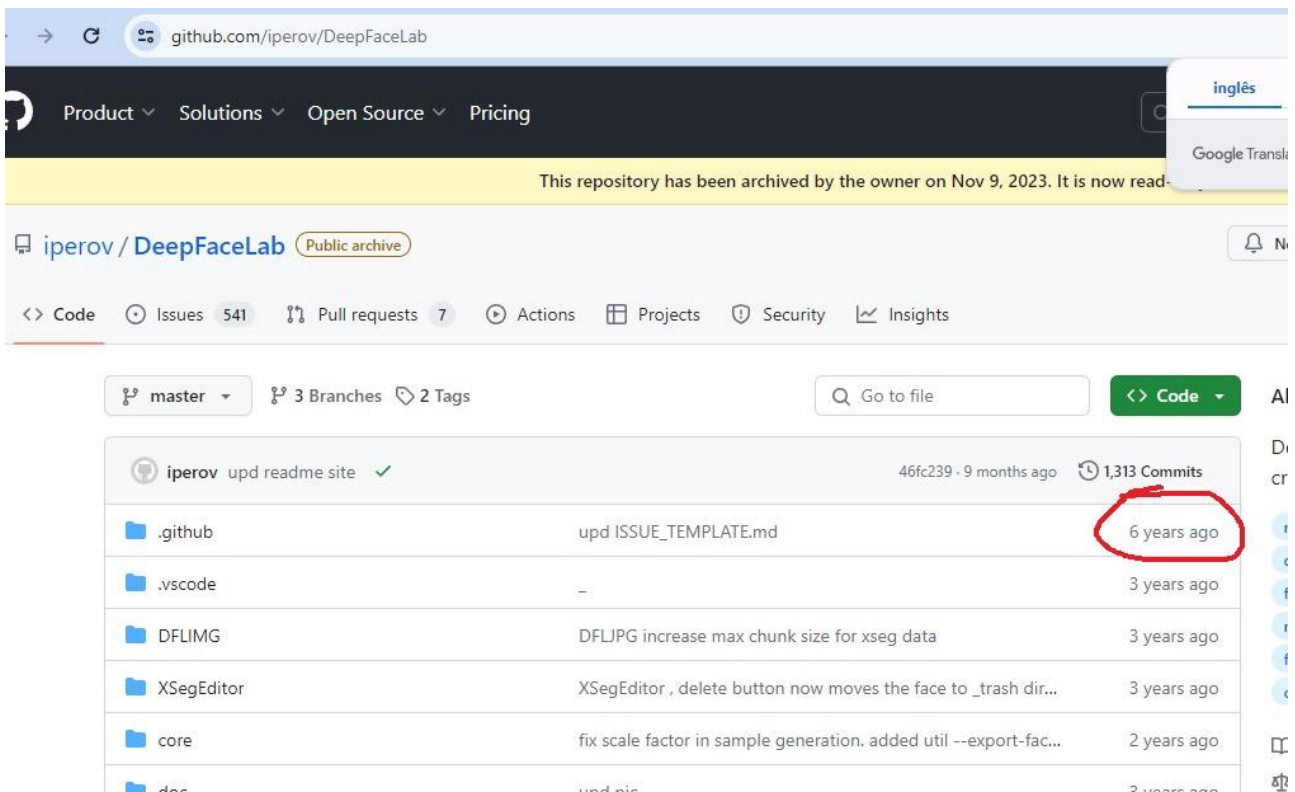 github.com/iperov/DeepFaceLab
inglês
Product Solutions Open Source Pricing
Google
This repository has been archived by the owner on Nov 9, 2023. It is now
iperov / DeepFaceLab Public archive
Code Issues 541 Pull requests 7 Actions Projects Security Insights
master 3 Branches 2 Tags Go to file Code
iperov upd readme site 46fc239 · 9 months ago 1,313 Commits
.github upd ISSUE_TEMPLATE.md 6 years ago
.vscode _ 3 years ago
DFLIMG DFLJPG increase max chunk size for xseg data 3 years ago
XSegEditor XSegEditor , delete button now moves the face to _trash dir... 3 years ago
core fix scale factor in sample generation. added util --export-fac... 2 years ago